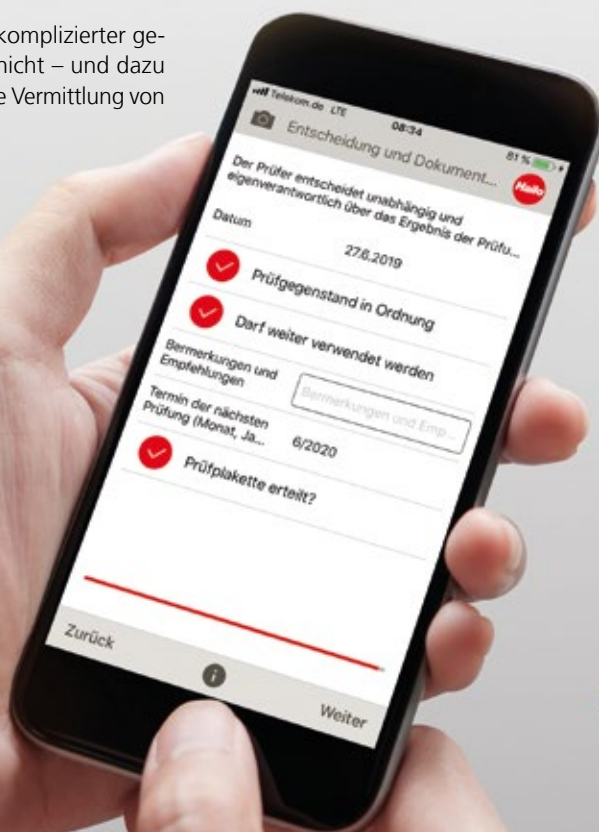 komplizierter ge-
nicht – und dazu
e Vermittlung von
Telekom.de LTE 08:34 81 %
Entscheidung und Dokument...
Hailo
Der Prüfer entscheidet unabhängig und
eigenverantwortlich über das Ergebnis der Prüfu...
Datum 27.6.2019
Prüfgegenstand in Ordnung
Darf weiter verwendet werden
Bermerkungen und
Empfehlungen
Bermerkungen und Emp...
Termin der nächsten
Prüfung (Monat, Ja... 6/2020
Prüfplakette erteilt?
Zurück
i
Weiter